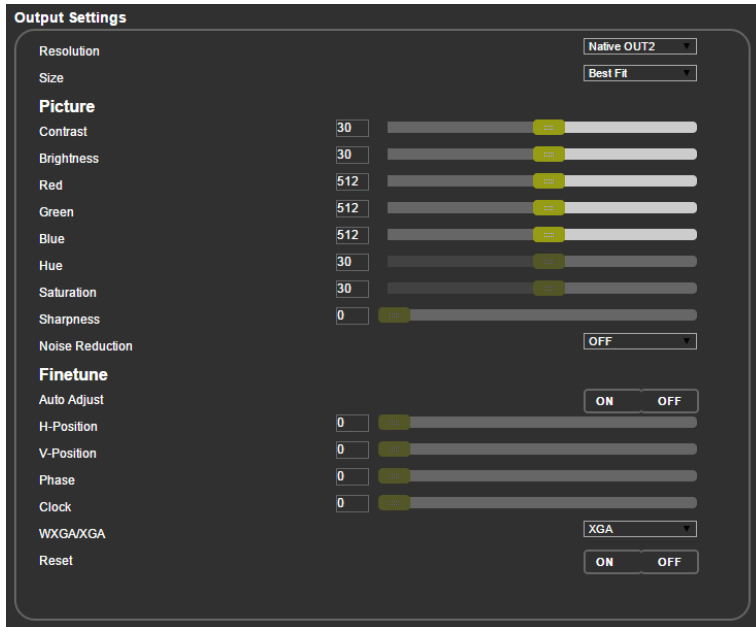 Output Settings
Resolution Native OUT2
Size Best Fit
Picture
Contrast 30
Brightness 30
Red 512
Green 512
Blue 512
Hue 30
Saturation 30
Sharpness 0
Noise Reduction OFF
Finetune
Auto Adjust ON OFF
H-Position 0
V-Position 0
Phase 0
Clock 0
WXGA/XGA XGA
Reset ON OFF